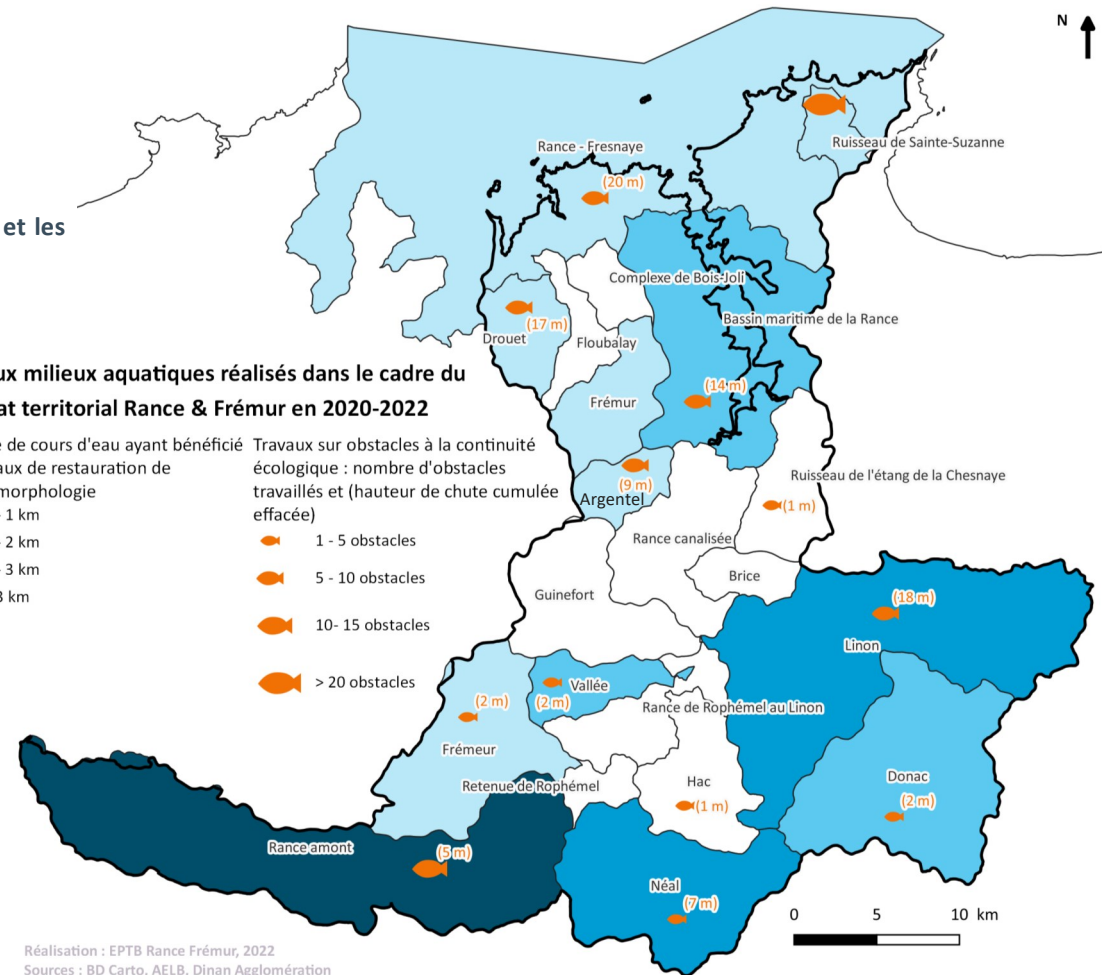 N
Ruisseau de Sainte-Suzanne
Rance - Fresnaye
(20 m)
et les
Complexe de Bois-Joli
Bassin maritime de la Rance
(17 m)
Drouet
Floubalay
ux milieux aquatiques réalisés dans le cadre du
at territorial Rance & Frémur en 2020-2022
(14 m)
Frémur
e de cours d'eau ayant bénéficié
aux de restauration de
morphologie
1 km
2 km
3 km
3 km
Travaux sur obstacles à la continuité
écologique : nombre d'obstacles
travaillés et (hauteur de chute cumulée
effacée)
1 - 5 obstacles
5 - 10 obstacles
10- 15 obstacles
> 20 obstacles
(9 m)
Argentel
Ruisseau de l'étang de la Chesnaye
(1 m)
Rance canalisée
Brice
Guinefort
(18 m)
Linon
(2 m)
Vallée
(2 m)
Rance de Rophémel au Linon
Frémeur
Retenue de Rophémel
Hac
(1 m)
Donac
(2 m)
Rance amont
(5 m)
Néal
(7 m)
0 5 10 km
Réalisation : EPTB Rance Frémur, 2022
Sources : BD Carto, AELB, Dinan Agglomération